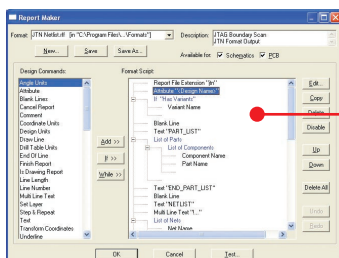 Report Maker
Format: JTN Netlist.rff (in "C:\Program Files\...\Formats")
Description: JTAG Boundary Scan
JTN Format Output
New... Save Save As... Available for: Schematics PCB
Design Commands:
Angle Units
Attribute
Blank Lines
Cancel Report
Comment
Coordinate Units
Design Units
Draw Line
Drill Table Units
End Of Line
Finish Report
Is Drawing Report
Line Length
Line Number
Multi Line Text
Set Layer
Step & Repeat
Text
Transform Coordinates
Underline
Add >>
If >>
While >>
Format Script:
Report File Extension "jtn"
Attribute "<Design Name>"
If "Has Variants"
Variant Name
Blank Line
Text "PART_LIST"
List of Parts
List of Components
Component Name
Part Name
Text "END_PART_LIST"
Blank Line
Text "NETLIST"
Multi Line Text "!..."
List of Nets
Net Name
Edit...
Copy
Delete
Disable
Up
Down
Delete All
Undo
Redo
OK Cancel Test...